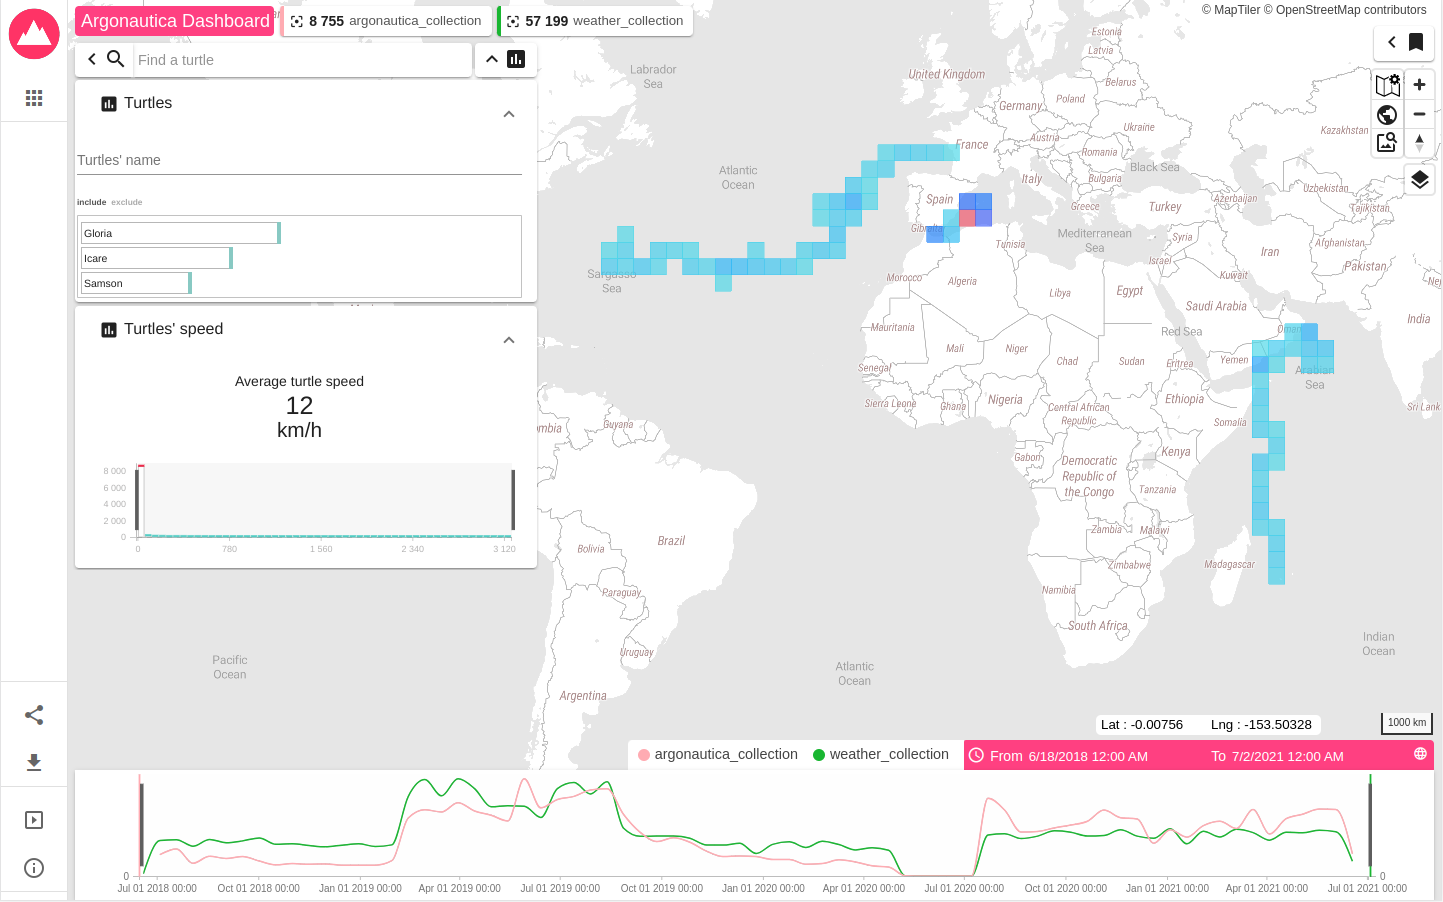 Argonautica Dashboard
8 755 argonautica_collection
57 199 weather_collection
© MapTiler © OpenStreetMap contributors
Find a turtle
Turtles
Turtles' name
include exclude
Gloria
Icare
Samson
Turtles' speed
Average turtle speed
12
km/h
8 000
6 000
4 000
2 000
0
0 780 1 560 2 340 3 120
Labrador
Sea
Atlantic
Ocean
Sargasso
Sea
United Kingdom
Estonia
Latvia
Belarus
Poland
Germany
Ukraine
Kazakhstan
Austria
France
Romania
Black Sea
Italy
Bulgaria
Uzbekistan
Azerbaijan
Spain
Greece
Turkey
Tajikistan
Gibraltar
Tunisia
Mediterranean
Sea
Syria
Iran
Afghanistan
Israel
Pakistan
Morocco
Algeria
Libya
Egypt
Kuwait
Saudi Arabia
India
Mauritania
Red Sea
Oman
Mali
Niger
Chad
Sudan
Eritrea
Yemen
Senegal
Arabian
Sea
Sierra Leone
Ghana
Nigeria
Central African
Republic
Ethiopia
Sri Lank
Somalia
Guyana
mbia
Gabon
Democratic
Republic of
the Congo
Kenya
Tanzania
Brazil
Zambia
Malawi
Bolivia
Zimbabwe
Madagascar
Paraguay
Namibia
South Africa
Uruguay
Argentina
Pacific
Ocean
Atlantic
Ocean
Indian
Ocean
Lat : -0.00756 Lng : -153.50328
1000 km
argonautica_collection weather_collection
From 6/18/2018 12:00 AM To 7/2/2021 12:00 AM
0 0
Jul 01 2018 00:00 Oct 01 2018 00:00 Jan 01 2019 00:00 Apr 01 2019 00:00 Jul 01 2019 00:00 Oct 01 2019 00:00 Jan 01 2020 00:00 Apr 01 2020 00:00 Jul 01 2020 00:00 Oct 01 2020 00:00 Jan 01 2021 00:00 Apr 01 2021 00:00 Jul 01 2021 00:00